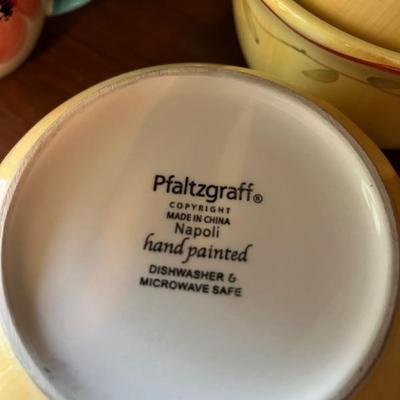 Pfaltzgraff®
COPYRIGHT
MADE IN CHINA
Napoli
hand painted
DISHWASHER &
MICROWAVE SAFE